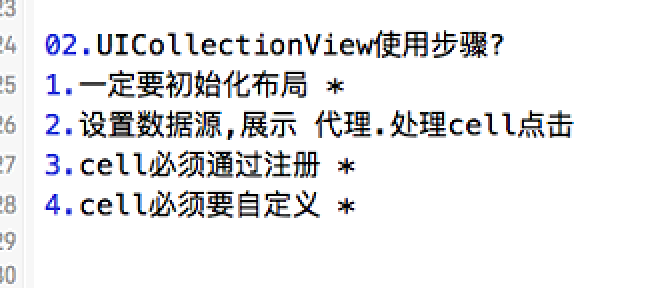 23
24 02.UICollectionView使用步骤?
25 1.一定要初始化布局 *
26 2.设置数据源,展示 代理.处理cell点击
27 3.cell必须通过注册 *
28 4.cell必须要自定义 *
29
30